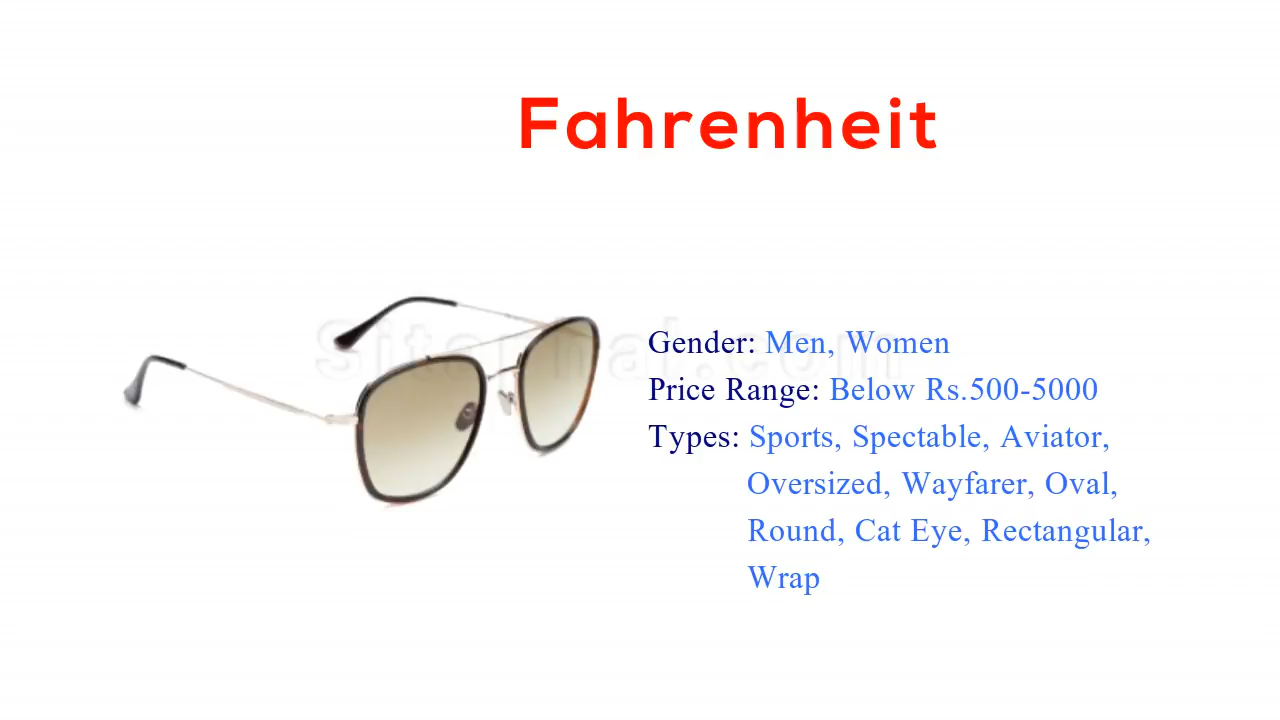 Fahrenheit
Gender: Men, Women
Price Range: Below Rs.500-5000
Types: Sports, Spectable, Aviator,
Oversized, Wayfarer, Oval,
Round, Cat Eye, Rectangular,
Wrap